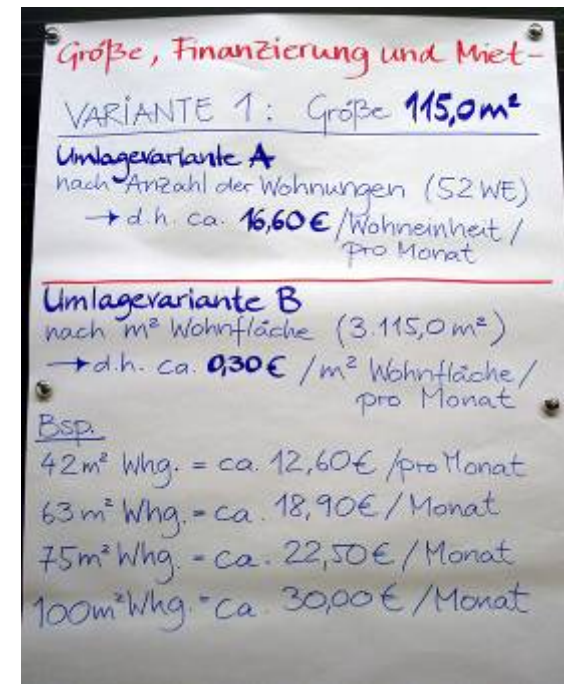 Größe, Finanzierung und Miet-
VARIANTE 1: Größe 115,0m²
Umlagevariante A
nach Anzahl der Wohnungen (52 WE)
→ d.h. ca. 16,60 € / Wohneinheit /
pro Monat
Umlagevariante B
nach m² Wohnfläche (3.115,0 m²)
→ d.h. ca. 0,30 € / m² Wohnfläche /
pro Monat
Bsp.
42m² Whg. = ca. 12,60€ /pro Monat
63m² Whg. = ca. 18,90€ / Monat
75m² Whg. = ca. 22,50€ / Monat
100m² Whg. = ca. 30,00 € / Monat